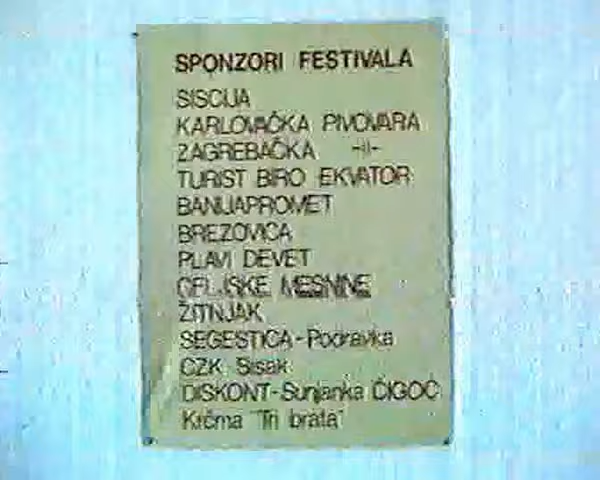 SPONZORI FESTIVALA
SISCIJA
KARLOVAČKA PIVOVARA
ZAGREBAČKA -II-
TURIST BIRO EKVATOR
BANIJAPROMET
BREZOVICA
PLAVI DEVET
CELJSKE MESNINE
ŽITNJAK
SEGESTICA-Podravka
CZK Sisak
DISKONT-Sunjanka ČIGOČ
Krčma "Tri brata"